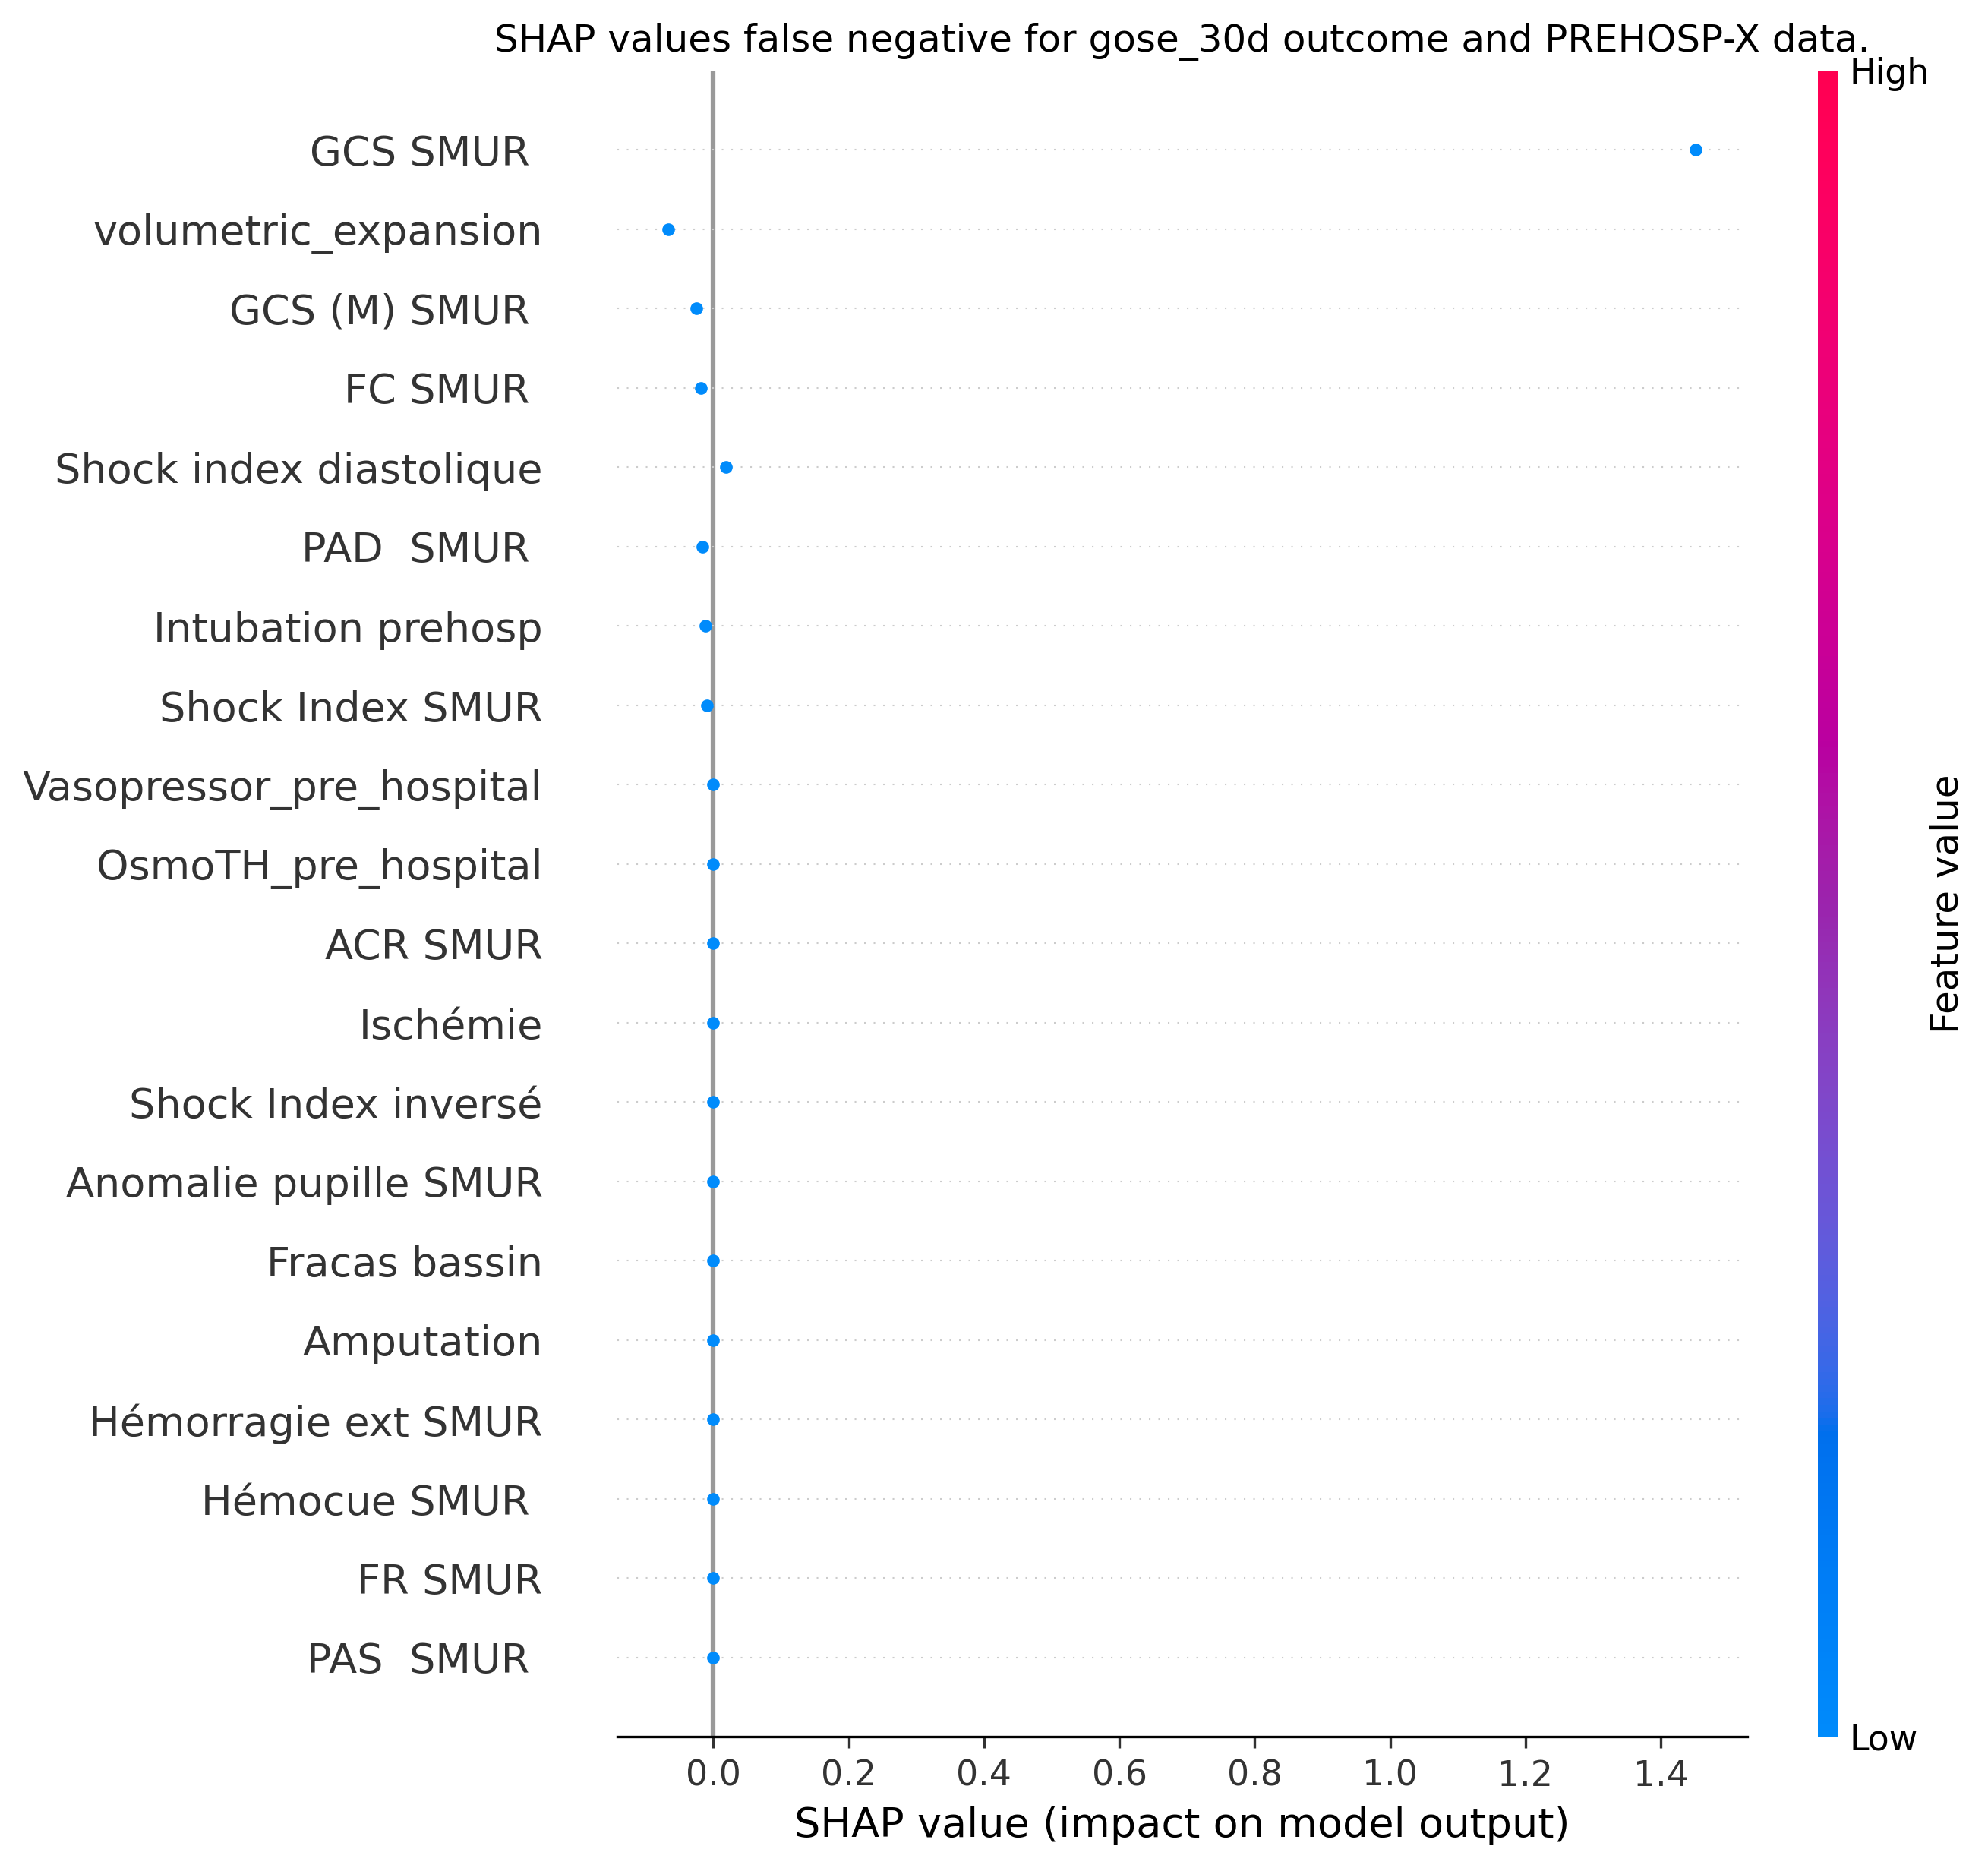 SHAP values false negative for gose_30d outcome and PREHOSP-X data.
High
GCS SMUR
volumetric_expansion
GCS (M) SMUR
FC SMUR
Shock index diastolique
PAD  SMUR
Intubation prehosp
Shock Index SMUR
Vasopressor_pre_hospital
OsmoTH_pre_hospital
ACR SMUR
Ischémie
Shock Index inversé
Anomalie pupille SMUR
Fracas bassin
Amputation
Hémorragie ext SMUR
Hémocue SMUR
FR SMUR
PAS  SMUR
Feature value
Low
0.0 0.2 0.4 0.6 0.8 1.0 1.2 1.4
SHAP value (impact on model output)